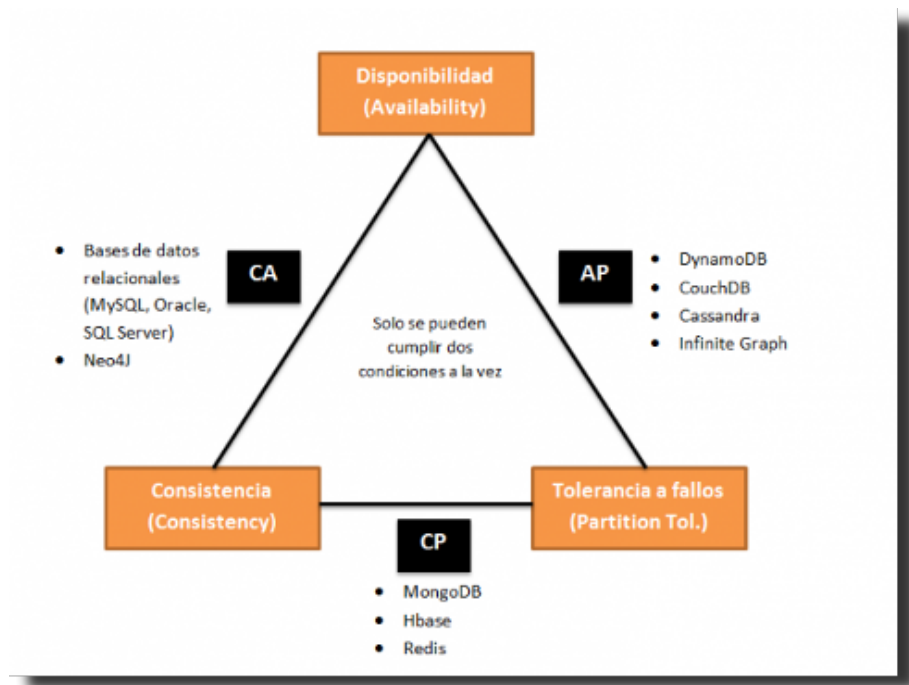 Disponibilidad
(Availability)
Bases de datos
relacionales
(MySQL, Oracle,
SQL Server)
Neo4J
CA
AP
DynamoDB
CouchDB
Cassandra
Infinite Graph
Solo se pueden
cumplir dos
condiciones a la vez
Consistencia
(Consistency)
Tolerancia a fallos
(Partition Tol.)
CP
MongoDB
Hbase
Redis